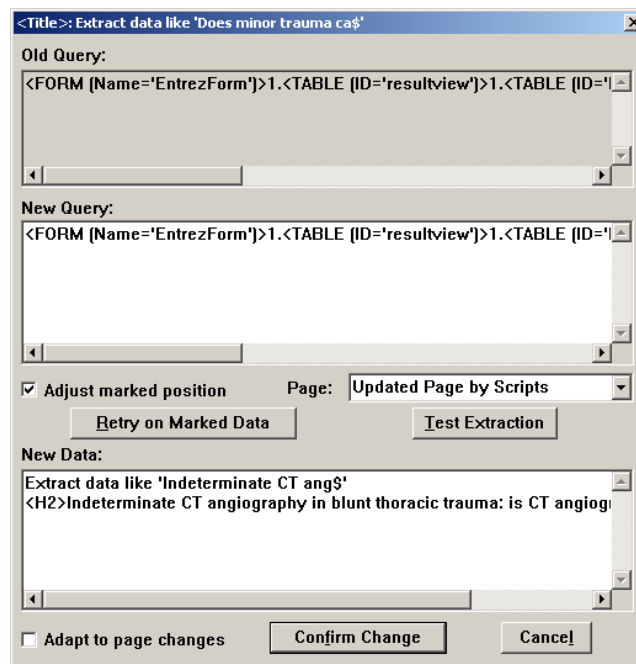 <Title>: Extract data like 'Does minor trauma ca$'
Old Query:
<FORM (Name='EntrezForm')>1.<TABLE (ID='resultview')>1.<TABLE (ID='
New Query:
<FORM (Name='EntrezForm')>1.<TABLE (ID='resultview')>1.<TABLE (ID='
Adjust marked position
Page:
Updated Page by Scripts
Retry on Marked Data
Test Extraction
New Data:
Extract data like 'Indeterminate CT ang$'
<H2>Indeterminate CT angiography in blunt thoracic trauma: is CT angiog
Adapt to page changes
Confirm Change
Cancel